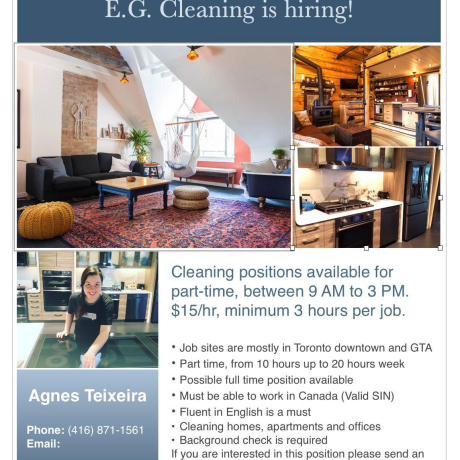 E.G. Cleaning is hiring!
Cleaning positions available for
part-time, between 9 AM to 3 PM.
$15/hr, minimum 3 hours per job.
• Job sites are mostly in Toronto downtown and GTA
• Part time, from 10 hours up to 20 hours week
• Possible full time position available
• Must be able to work in Canada (Valid SIN)
• Fluent in English is a must
• Cleaning homes, apartments and offices
• Background check is required
If you are interested in this position please send an
Agnes Teixeira
Phone: (416) 871-1561
Email: